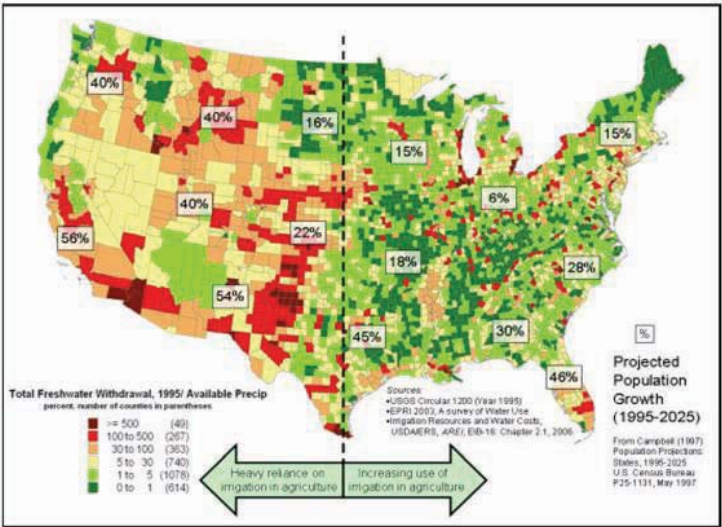 40%
40%
16%
15%
15%
40%
6%
56%
22%
18%
28%
54%
45%
30%
46%
%
Projected
Population
Growth
(1995-2025)
From Campbell (1997)
Population Projections:
States, 1995-2025
U.S. Census Bureau
P25-1131, May 1997
Total Freshwater Withdrawal, 1995/ Available Precip
percent, number of counties in parentheses
>= 500 (49)
100 to 500 (267)
30 to 100 (363)
5 to 30 (740)
1 to 5 (1078)
0 to 1 (614)
Sources:
•USGS Circular 1200 (Year 1995)
•EPRI 2003, A survey of Water Use
•Irrigation Resources and Water Costs,
USDA/ERS, AREI, EIB-16. Chapter 2.1, 2006.
Heavy reliance on
irrigation in agriculture
Increasing use of
irrigation in agriculture